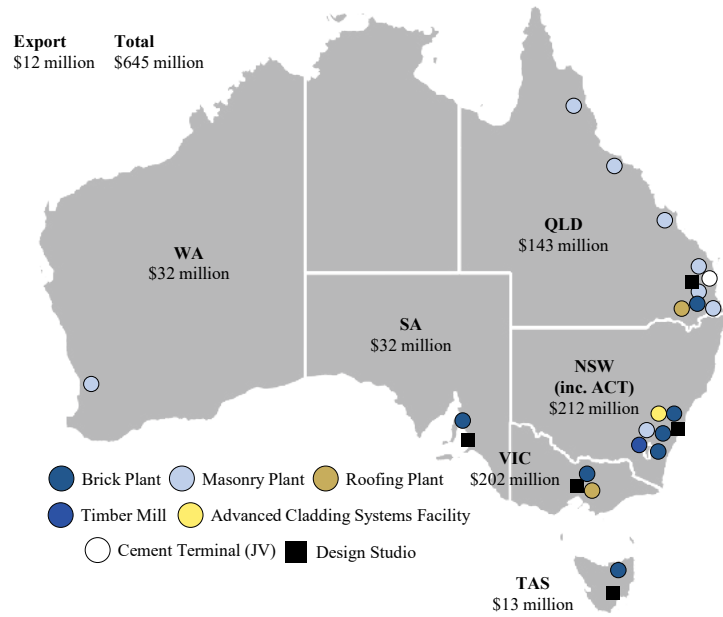 Export Total
$12 million $645 million
QLD
$143 million
WA
$32 million
SA
$32 million
NSW
(inc. ACT)
$212 million
VIC
$202 million
Brick Plant Masonry Plant Roofing Plant
Timber Mill Advanced Cladding Systems Facility
Cement Terminal (JV) Design Studio
TAS
$13 million